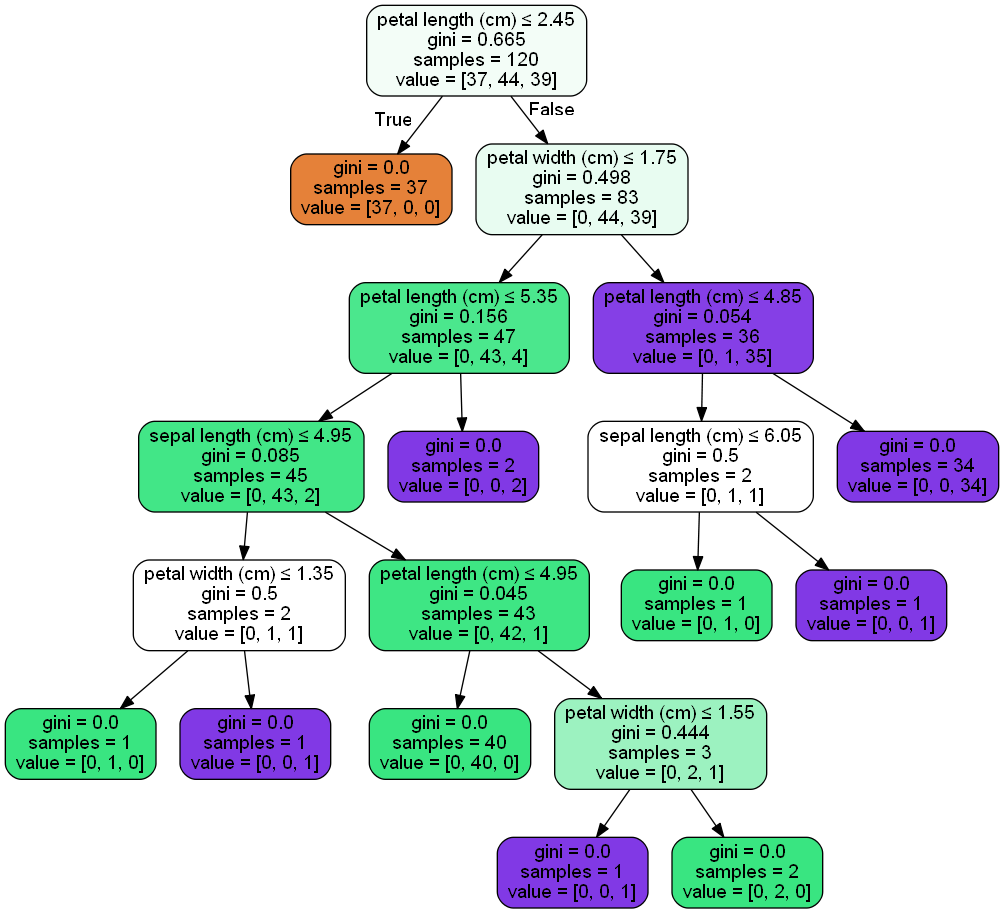 petal length (cm) ≤ 2.45
gini = 0.665
samples = 120
value = [37, 44, 39]
True
False
gini = 0.0
samples = 37
value = [37, 0, 0]
petal width (cm) ≤ 1.75
gini = 0.498
samples = 83
value = [0, 44, 39]
petal length (cm) ≤ 5.35
gini = 0.156
samples = 47
value = [0, 43, 4]
petal length (cm) ≤ 4.85
gini = 0.054
samples = 36
value = [0, 1, 35]
sepal length (cm) ≤ 4.95
gini = 0.085
samples = 45
value = [0, 43, 2]
gini = 0.0
samples = 2
value = [0, 0, 2]
sepal length (cm) ≤ 6.05
gini = 0.5
samples = 2
value = [0, 1, 1]
gini = 0.0
samples = 34
value = [0, 0, 34]
petal width (cm) ≤ 1.35
gini = 0.5
samples = 2
value = [0, 1, 1]
petal length (cm) ≤ 4.95
gini = 0.045
samples = 43
value = [0, 42, 1]
gini = 0.0
samples = 1
value = [0, 1, 0]
gini = 0.0
samples = 1
value = [0, 0, 1]
gini = 0.0
samples = 1
value = [0, 1, 0]
gini = 0.0
samples = 1
value = [0, 0, 1]
gini = 0.0
samples = 40
value = [0, 40, 0]
petal width (cm) ≤ 1.55
gini = 0.444
samples = 3
value = [0, 2, 1]
gini = 0.0
samples = 1
value = [0, 0, 1]
gini = 0.0
samples = 2
value = [0, 2, 0]